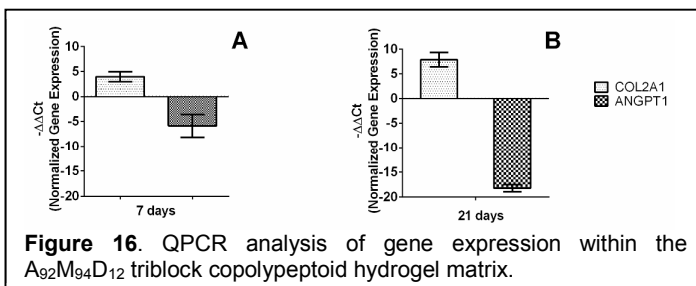 A
-ΔΔCt
(Normalized Gene Expression)
10
5
0
-5
-10
-15
-20
7 days
B
-ΔΔCt
(Normalized Gene Expression)
10
5
0
-5
-10
-15
-20
21 days
COL2A1
ANGPT1
Figure 16. QPCR analysis of gene expression within the
A₉₂M₉₄D₁₂ triblock copolypeptoid hydrogel matrix.